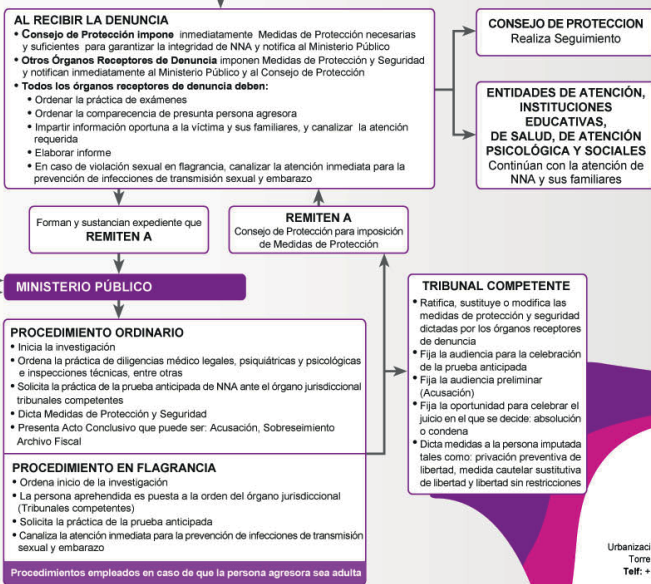 AL RECIBIR LA DENUNCIA
• Consejo de Protección impone inmediatamente Medidas de Protección necesarias
y suficientes para garantizar la integridad de NNA y notifica al Ministerio Público
• Otros Órganos Receptores de Denuncia imponen Medidas de Protección y Seguridad
y notifican inmediatamente al Ministerio Público y al Consejo de Protección
• Todos los órganos receptores de denuncia deben:
• Ordenar la práctica de exámenes
• Ordenar la comparecencia de presunta persona agresora
• Impartir información oportuna a la víctima y sus familiares, y canalizar la atención
requerida
• Elaborar informe
• En caso de violación sexual en flagrancia, canalizar la atención inmediata para la
prevención de infecciones de transmisión sexual y embarazo
CONSEJO DE PROTECCION
Realiza Seguimiento
ENTIDADES DE ATENCIÓN,
INSTITUCIONES
EDUCATIVAS,
DE SALUD, DE ATENCIÓN
PSICOLÓGICA Y SOCIALES
Continúan con la atención de
NNA y sus familiares
Forman y sustancian expediente que
REMITEN A
REMITEN A
Consejo de Protección para imposición
de Medidas de Protección
MINISTERIO PÚBLICO
PROCEDIMIENTO ORDINARIO
• Inicia la investigación
• Ordena la práctica de diligencias médico legales, psiquiátricas y psicológicas
e inspecciones técnicas, entre otras
• Solicita la práctica de la prueba anticipada de NNA ante el órgano jurisdiccional
tribunales competentes
• Dicta Medidas de Protección y Seguridad
• Presenta Acto Conclusivo que puede ser: Acusación, Sobreseimiento
Archivo Fiscal
PROCEDIMIENTO EN FLAGRANCIA
• Ordena inicio de la investigación
• La persona aprehendida es puesta a la orden del órgano jurisdiccional
(Tribunales competentes)
• Solicita la práctica de la prueba anticipada
• Canaliza la atención inmediata para la prevención de infecciones de transmisión
sexual y embarazo
Procedimientos empleados en caso de que la persona agresora sea adulta
TRIBUNAL COMPETENTE
• Ratifica, sustituye o modifica las
medidas de protección y seguridad
dictadas por los órganos receptores
de denuncia
• Fija la audiencia para la celebración
de la prueba anticipada
• Fija la audiencia preliminar
(Acusación)
• Fija la oportunidad para celebrar el
juicio en el que se decide: absolución
o condena
• Dicta medidas a la persona imputada
tales como: privación preventiva de
libertad, medida cautelar sustitutiva
de libertad y libertad sin restricciones
Urbanizaci
Torre
Telf: +